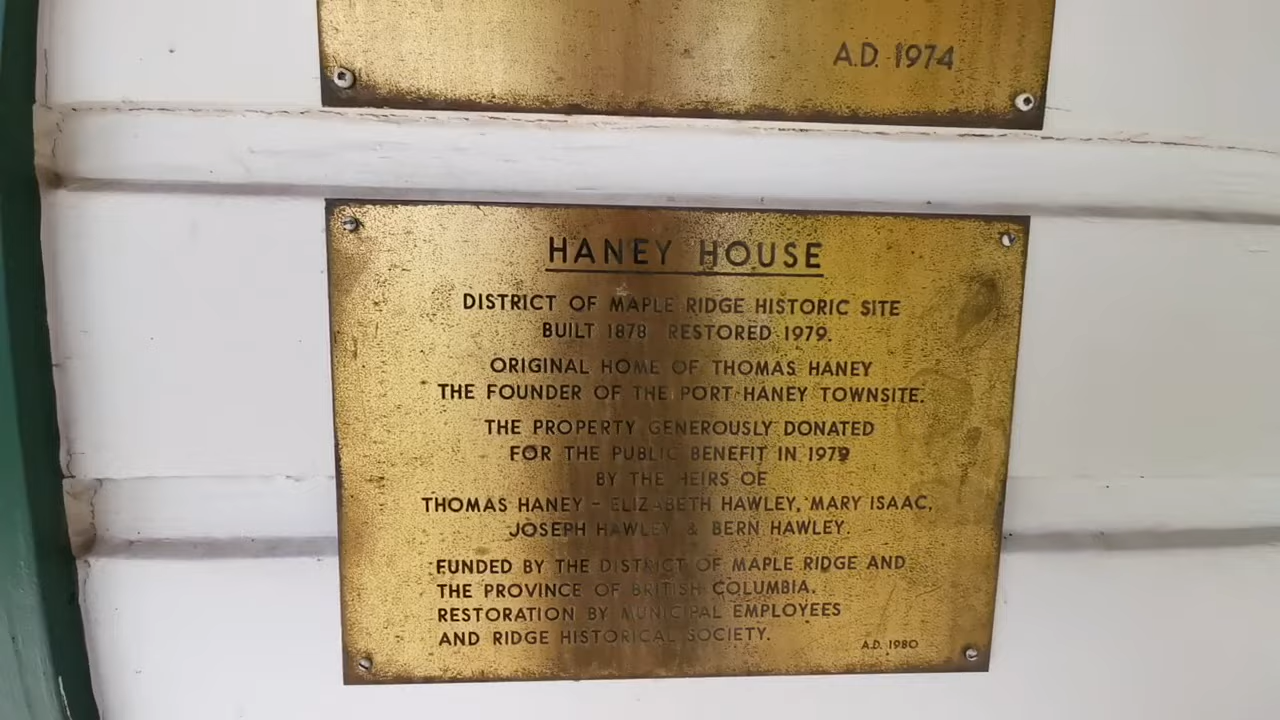 A.D. 1974
HANEY HOUSE
DISTRICT OF MAPLE RIDGE HISTORIC SITE
BUILT 1878 RESTORED 1979.
ORIGINAL HOME OF THOMAS HANEY
THE FOUNDER OF THE PORT HANEY TOWNSITE.
THE PROPERTY GENEROUSLY DONATED
FOR THE PUBLIC BENEFIT IN 1979
BY THE HEIRS OF
THOMAS HANEY - ELIZABETH HAWLEY, MARY ISAAC,
JOSEPH HAWLEY & BERN HAWLEY.
FUNDED BY THE DISTRICT OF MAPLE RIDGE AND
THE PROVINCE OF BRITISH COLUMBIA.
RESTORATION BY MUNICIPAL EMPLOYEES
AND RIDGE HISTORICAL SOCIETY.
A.D. 1980